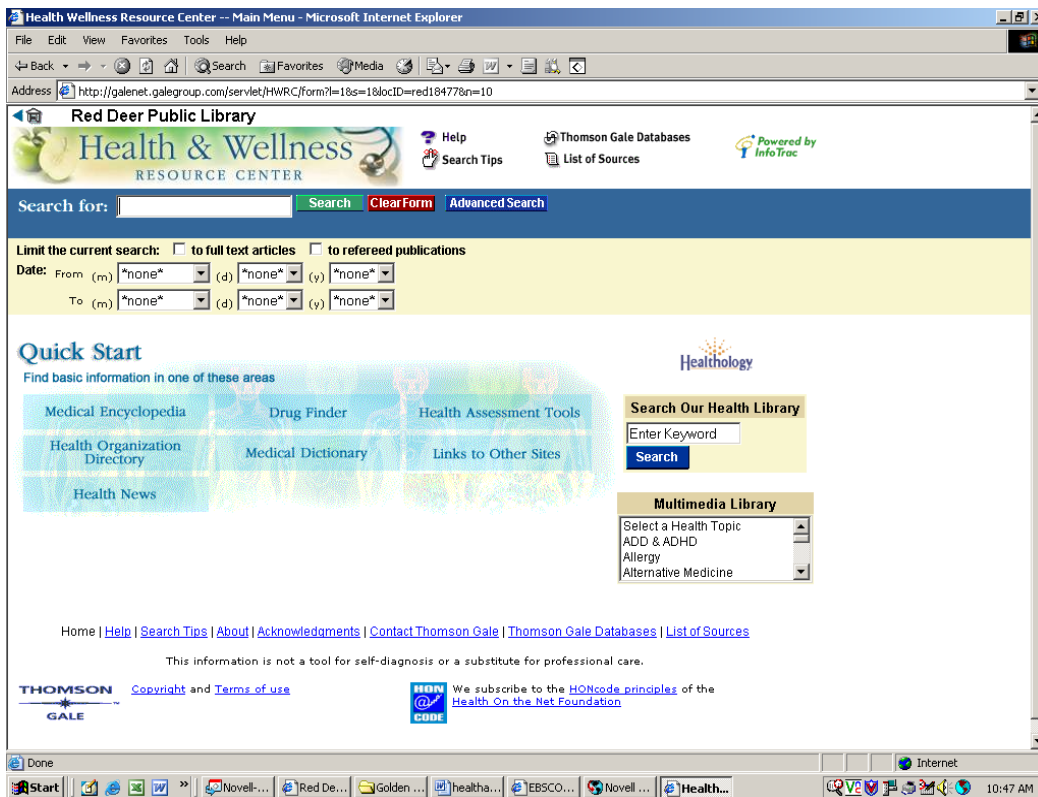 Health Wellness Resource Center -- Main Menu - Microsoft Internet Explorer
File Edit View Favorites Tools Help
Back Search Favorites Media
Address http://galenet.galegroup.com/servlet/HWRC/form?l=1&s=1&locID=red18477&n=10
Red Deer Public Library
Health & Wellness
RESOURCE CENTER
Help
Search Tips
Thomson Gale Databases
List of Sources
Powered by
InfoTrac
Search for: Search ClearForm Advanced Search
Limit the current search: to full text articles to refereed publications
Date: From (m) *none* (d) *none* (y) *none*
To (m) *none* (d) *none* (y) *none*
Quick Start
Find basic information in one of these areas
Medical Encyclopedia Drug Finder Health Assessment Tools
Health Organization
Directory
Medical Dictionary Links to Other Sites
Health News
Healthology
Search Our Health Library
Enter Keyword
Search
Multimedia Library
Select a Health Topic
ADD & ADHD
Allergy
Alternative Medicine
Home | Help | Search Tips | About | Acknowledgments | Contact Thomson Gale | Thomson Gale Databases | List of Sources
This information is not a tool for self-diagnosis or a substitute for professional care.
THOMSON
GALE
Copyright and Terms of use
HON
@
CODE
We subscribe to the HONcode principles of the
Health On the Net Foundation
Done Internet
Start » Novell-... Red De... Golden ... healtha... EBSCO... Novell ... Health... 10:47 AM